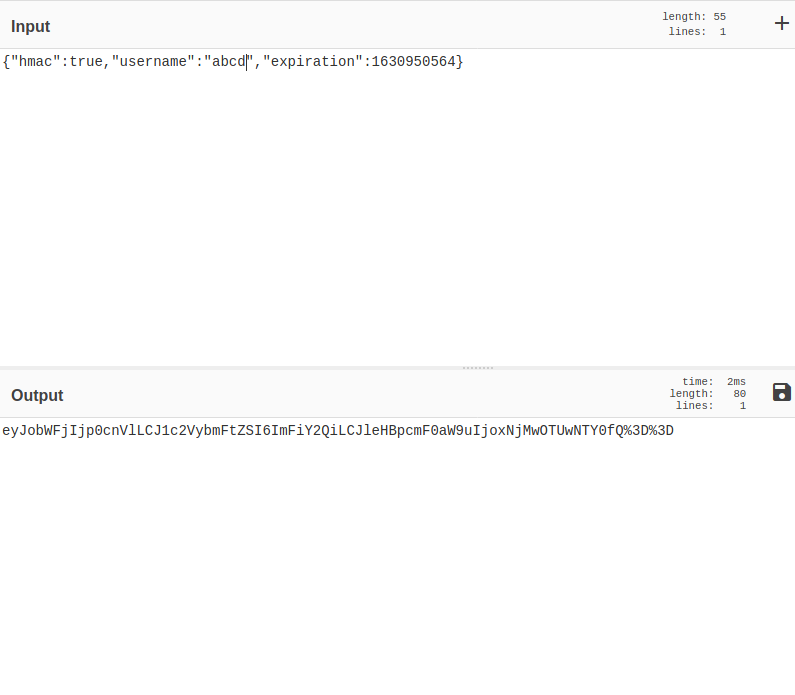 Input
length: 55
lines: 1
{"hmac":true,"username":"abcd","expiration":1630950564}
Output
time: 2ms
length: 80
lines: 1
eyJobWFjIjp0cnVlLCJ1c2VybmFtZSI6ImFiY2QiLCJleHBpcmF0aW9uIjoxNjMwOTUwNTY0fQ%3D%3D